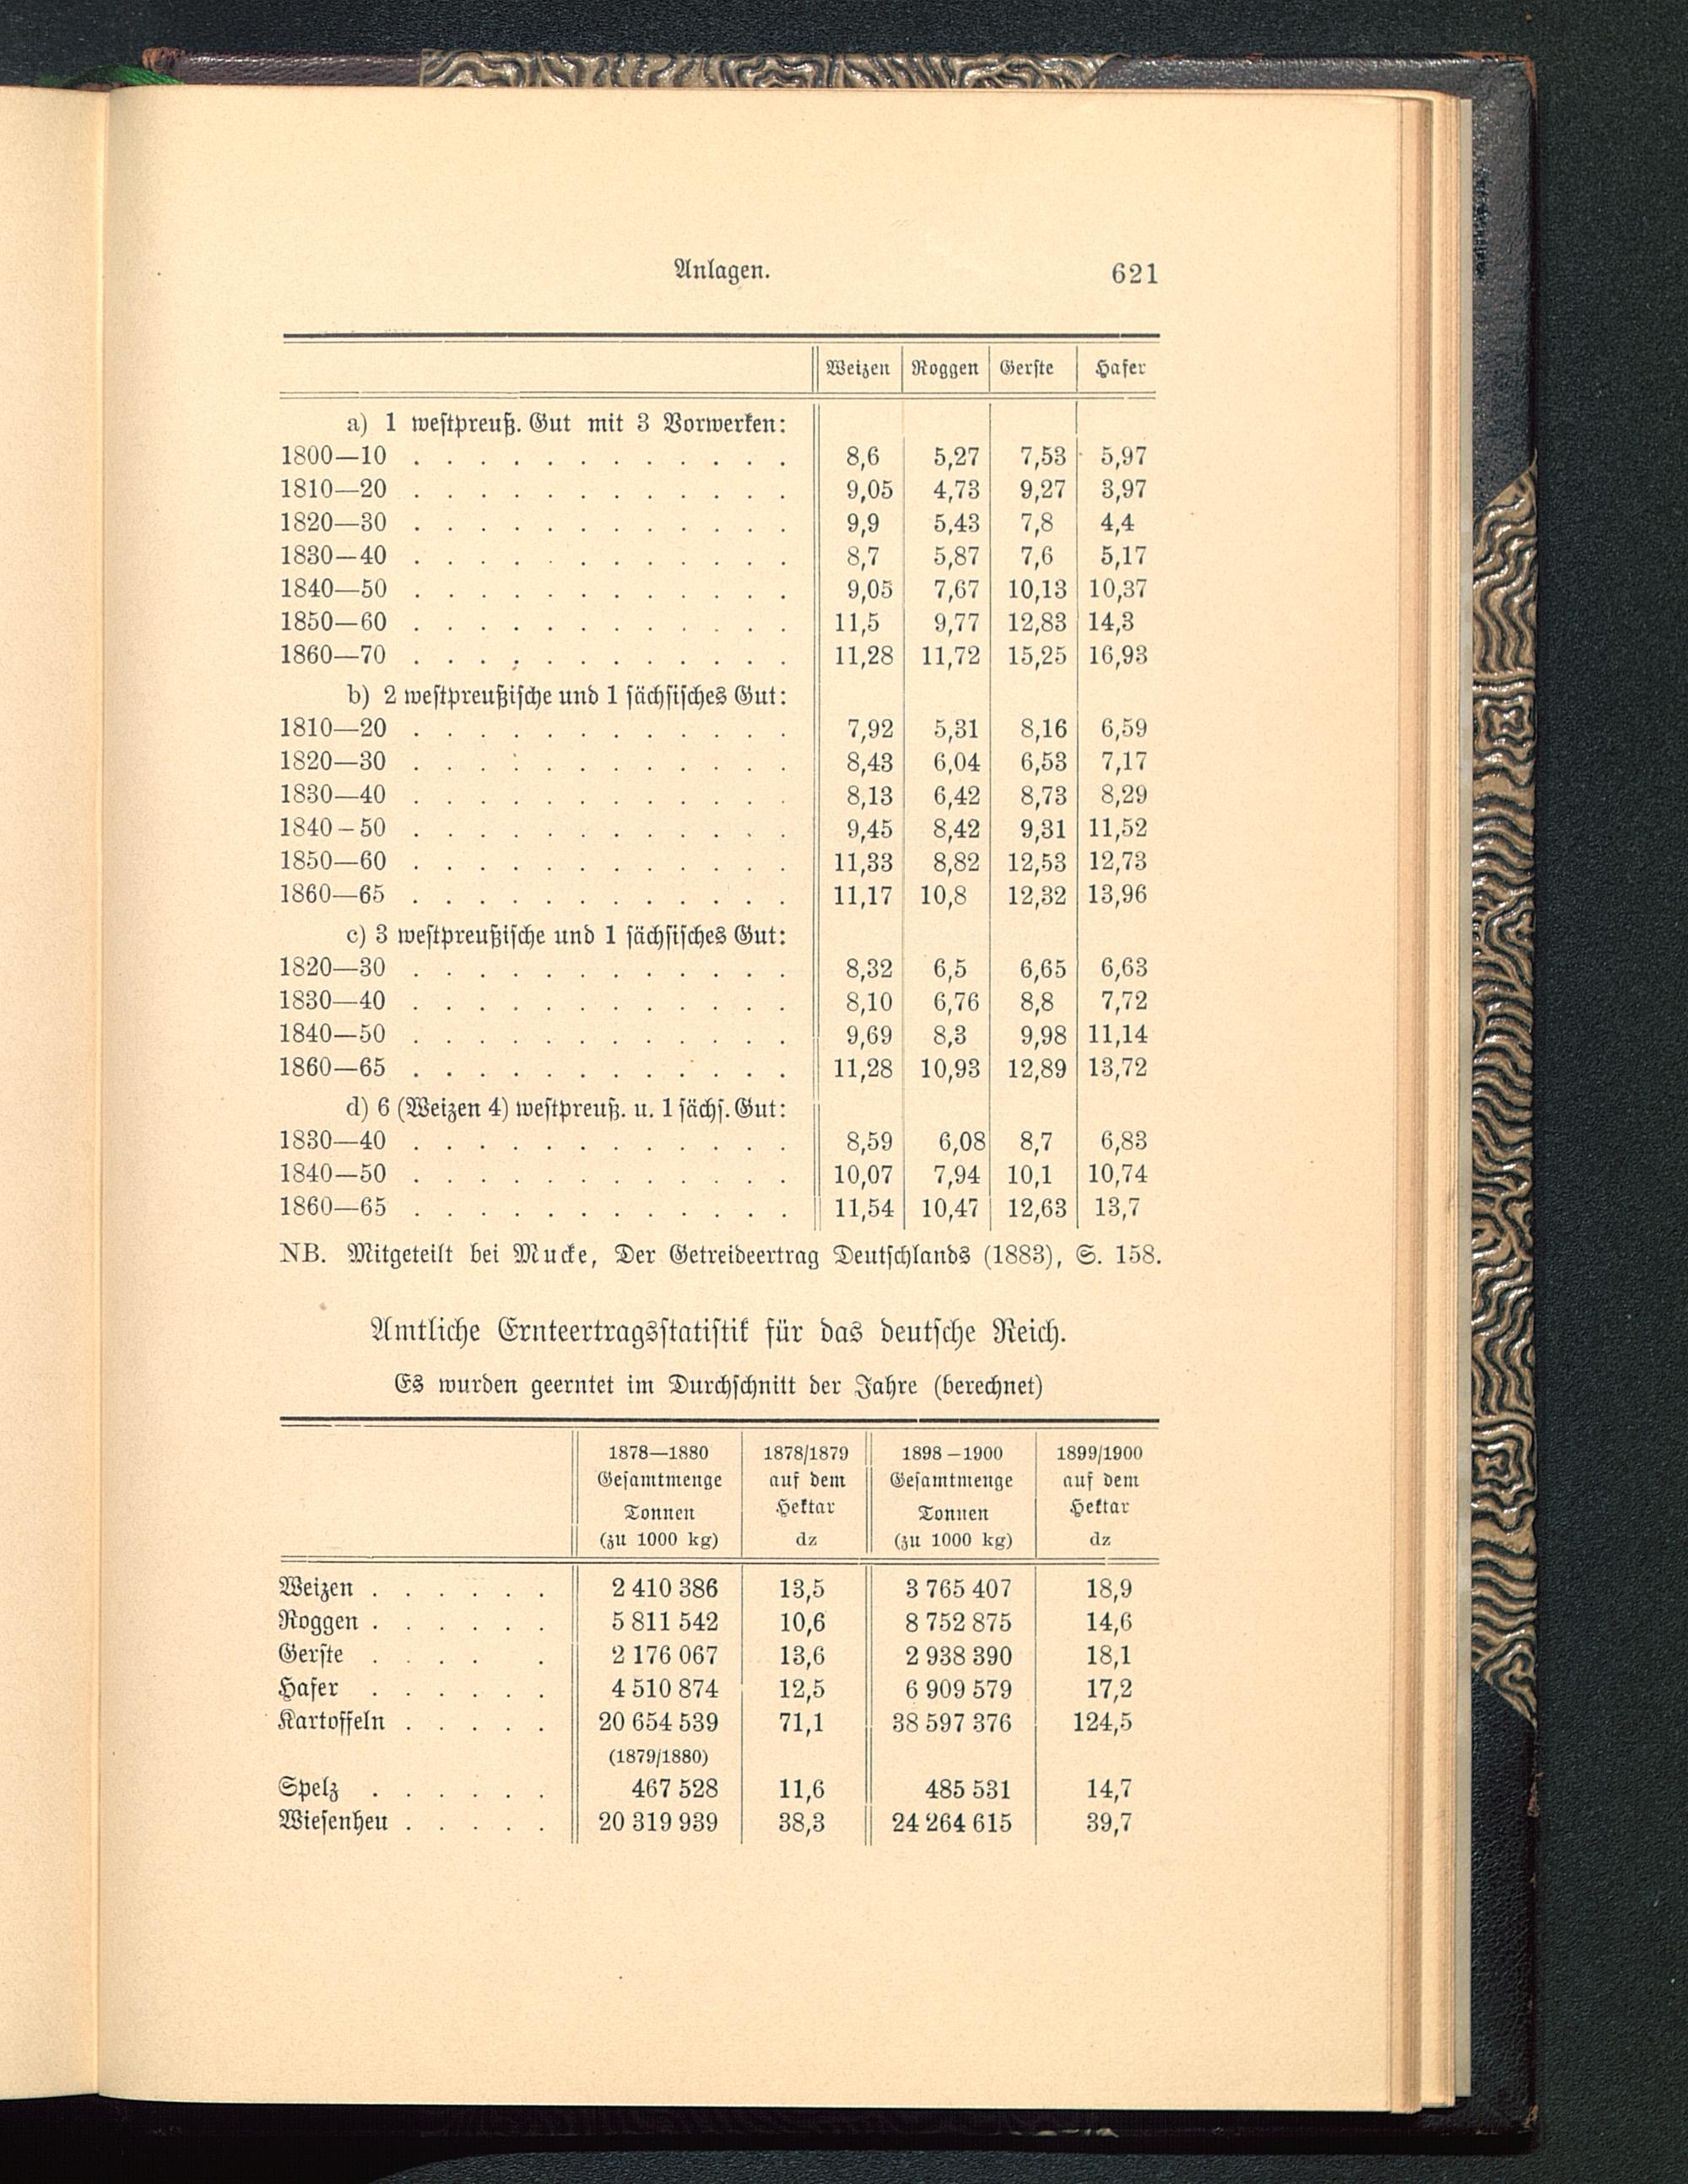 Anlagen. 621
Weizen Roggen Gerſte Hafer
a) 1 weſtpreuß. Gut mit 3 Vorwerken:
1800—10 . . . . . . . . . . . . 8,6 5,27 7,53 5,97
1810—20 . . . . . . . . . . . . 9,05 4,73 9,27 3,97
1820—30 . . . . . . . . . . . . 9,9 5,43 7,8 4,4
1830—40 . . . . . . . . . . . . 8,7 5,87 7,6 5,17
1840—50 . . . . . . . . . . . . 9,05 7,67 10,13 10,37
1850—60 . . . . . . . . . . . . 11,5 9,77 12,83 14,3
1860—70 . . . . . . . . . . . . 11,28 11,72 15,25 16,93
b) 2 weſtpreußiſche und 1 ſächſiſches Gut:
1810—20 . . . . . . . . . . . . 7,92 5,31 8,16 6,59
1820—30 . . . . . . . . . . . . 8,43 6,04 6,53 7,17
1830—40 . . . . . . . . . . . . 8,13 6,42 8,73 8,29
1840–50 . . . . . . . . . . . . 9,45 8,42 9,31 11,52
1850—60 . . . . . . . . . . . . 11,33 8,82 12,53 12,73
1860—65 . . . . . . . . . . . . 11,17 10,8 12,32 13,96
c) 3 weſtpreußiſche und 1 ſächſiſches Gut:
1820—30 . . . . . . . . . . . . 8,32 6,5 6,65 6,63
1830—40 . . . . . . . . . . . . 8,10 6,76 8,8 7,72
1840—50 . . . . . . . . . . . . 9,69 8,3 9,98 11,14
1860—65 . . . . . . . . . . . . 11,28 10,93 12,89 13,72
d) 6 (Weizen 4) weſtpreuß. u. 1 ſächſ. Gut:
1830—40 . . . . . . . . . . . . 8,59 6,08 8,7 6,83
1840—50 . . . . . . . . . . . . 10,07 7,94 10,1 10,74
1860—65 . . . . . . . . . . . . 11,54 10,47 12,63 13,7
NB. Mitgeteilt bei Mucke, Der Getreideertrag Deutſchlands (1883), S. 158.
Amtliche Ernteertragsſtatiſtik für das deutſche Reich.
Es wurden geerntet im Durchſchnitt der Jahre (berechnet)
1878—1880 1878/1879 1898–1900 1899/1900
Geſamtmenge auf dem Geſamtmenge auf dem
Tonnen Hektar Tonnen Hektar
(zu 1000 kg) dz (zu 1000 kg) dz
Weizen . . . . . . 2 410 386 13,5 3 765 407 18,9
Roggen . . . . . . 5 811 542 10,6 8 752 875 14,6
Gerſte . . . . . 2 176 067 13,6 2 938 390 18,1
Hafer . . . . . . 4 510 874 12,5 6 909 579 17,2
Kartoffeln . . . . . 20 654 539 71,1 38 597 376 124,5
(1879/1880)
Spelz . . . . . . 467 528 11,6 485 531 14,7
Wieſenheu . . . . . 20 319 939 38,3 24 264 615 39,7